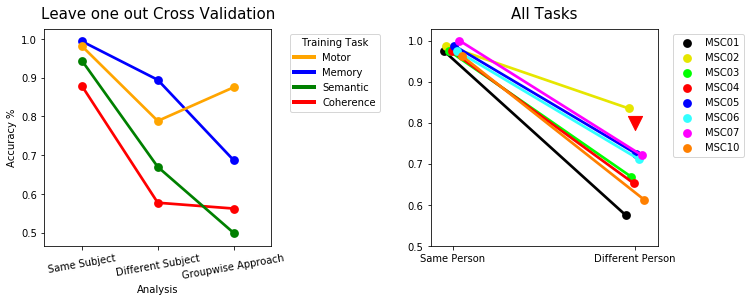 Leave one out Cross Validation
Accuracy %
1.0
0.9
0.8
0.7
0.6
0.5
Same Subject
Different Subject
Groupwise Approach
Analysis
Training Task
Motor
Memory
Semantic
Coherence
All Tasks
1.0
0.9
0.8
0.7
0.6
0.5
Same Person
Different Person
MSC01
MSC02
MSC03
MSC04
MSC05
MSC06
MSC07
MSC10